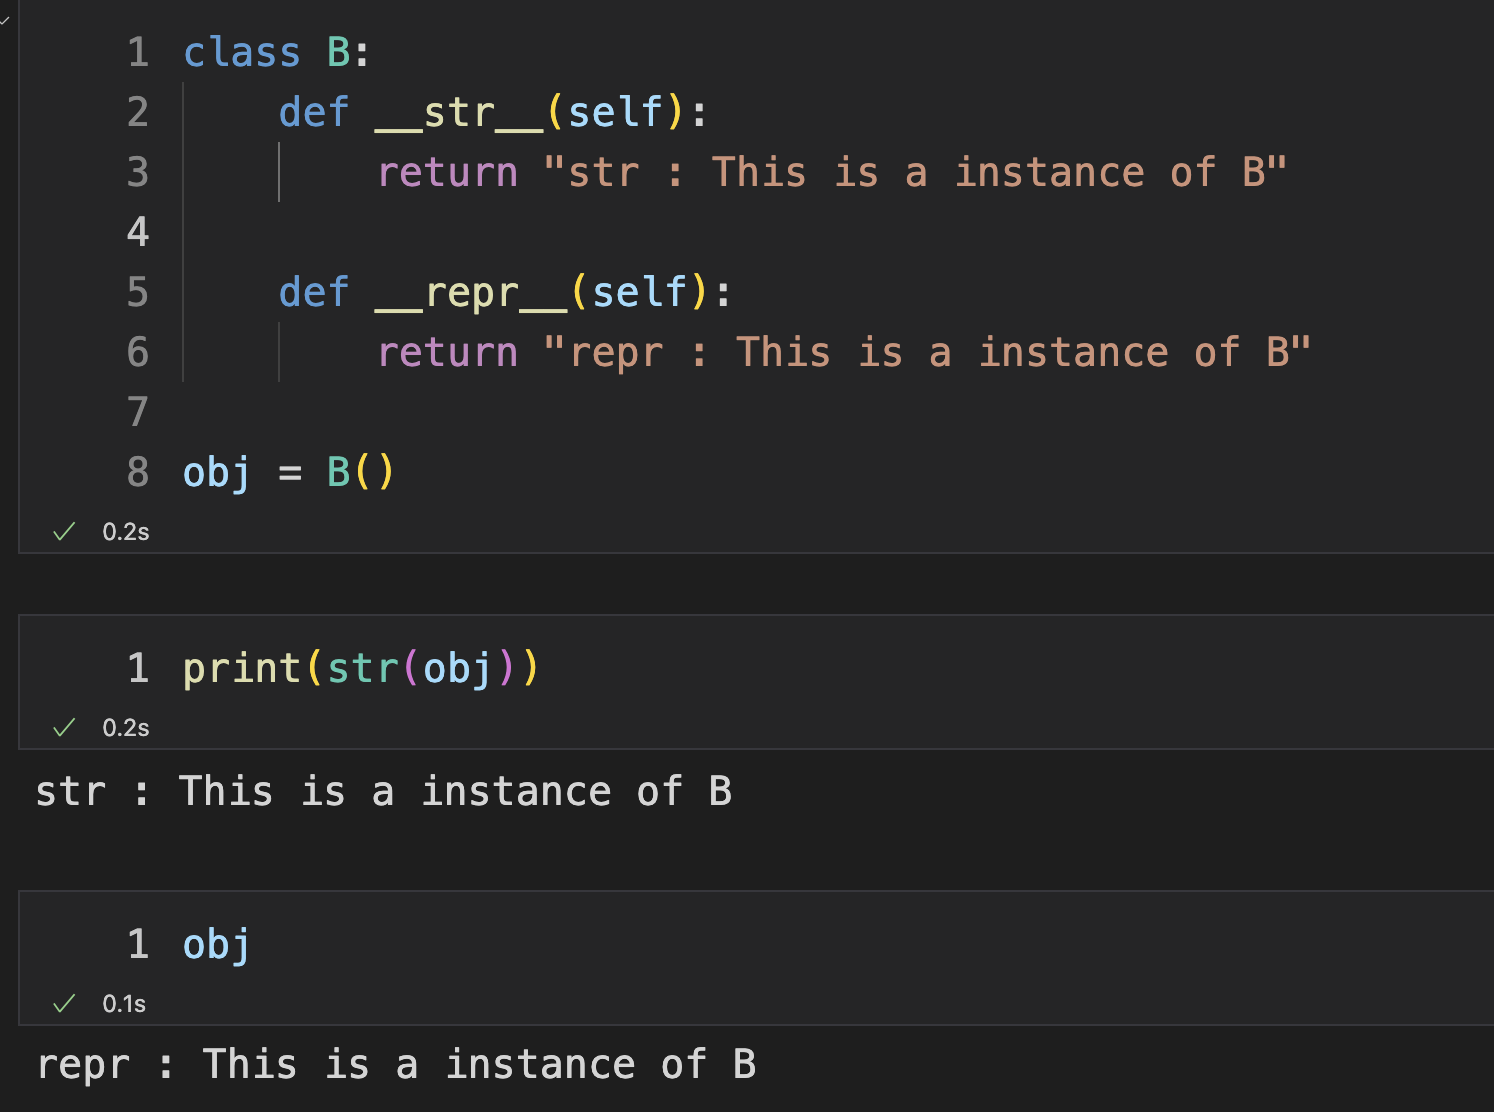 1 class B:
2     def __str__(self):
3         return "str : This is a instance of B"
4
5     def __repr__(self):
6         return "repr : This is a instance of B"
7
8 obj = B()
0.2s
1 print(str(obj))
0.2s
str : This is a instance of B
1 obj
0.1s
repr : This is a instance of B